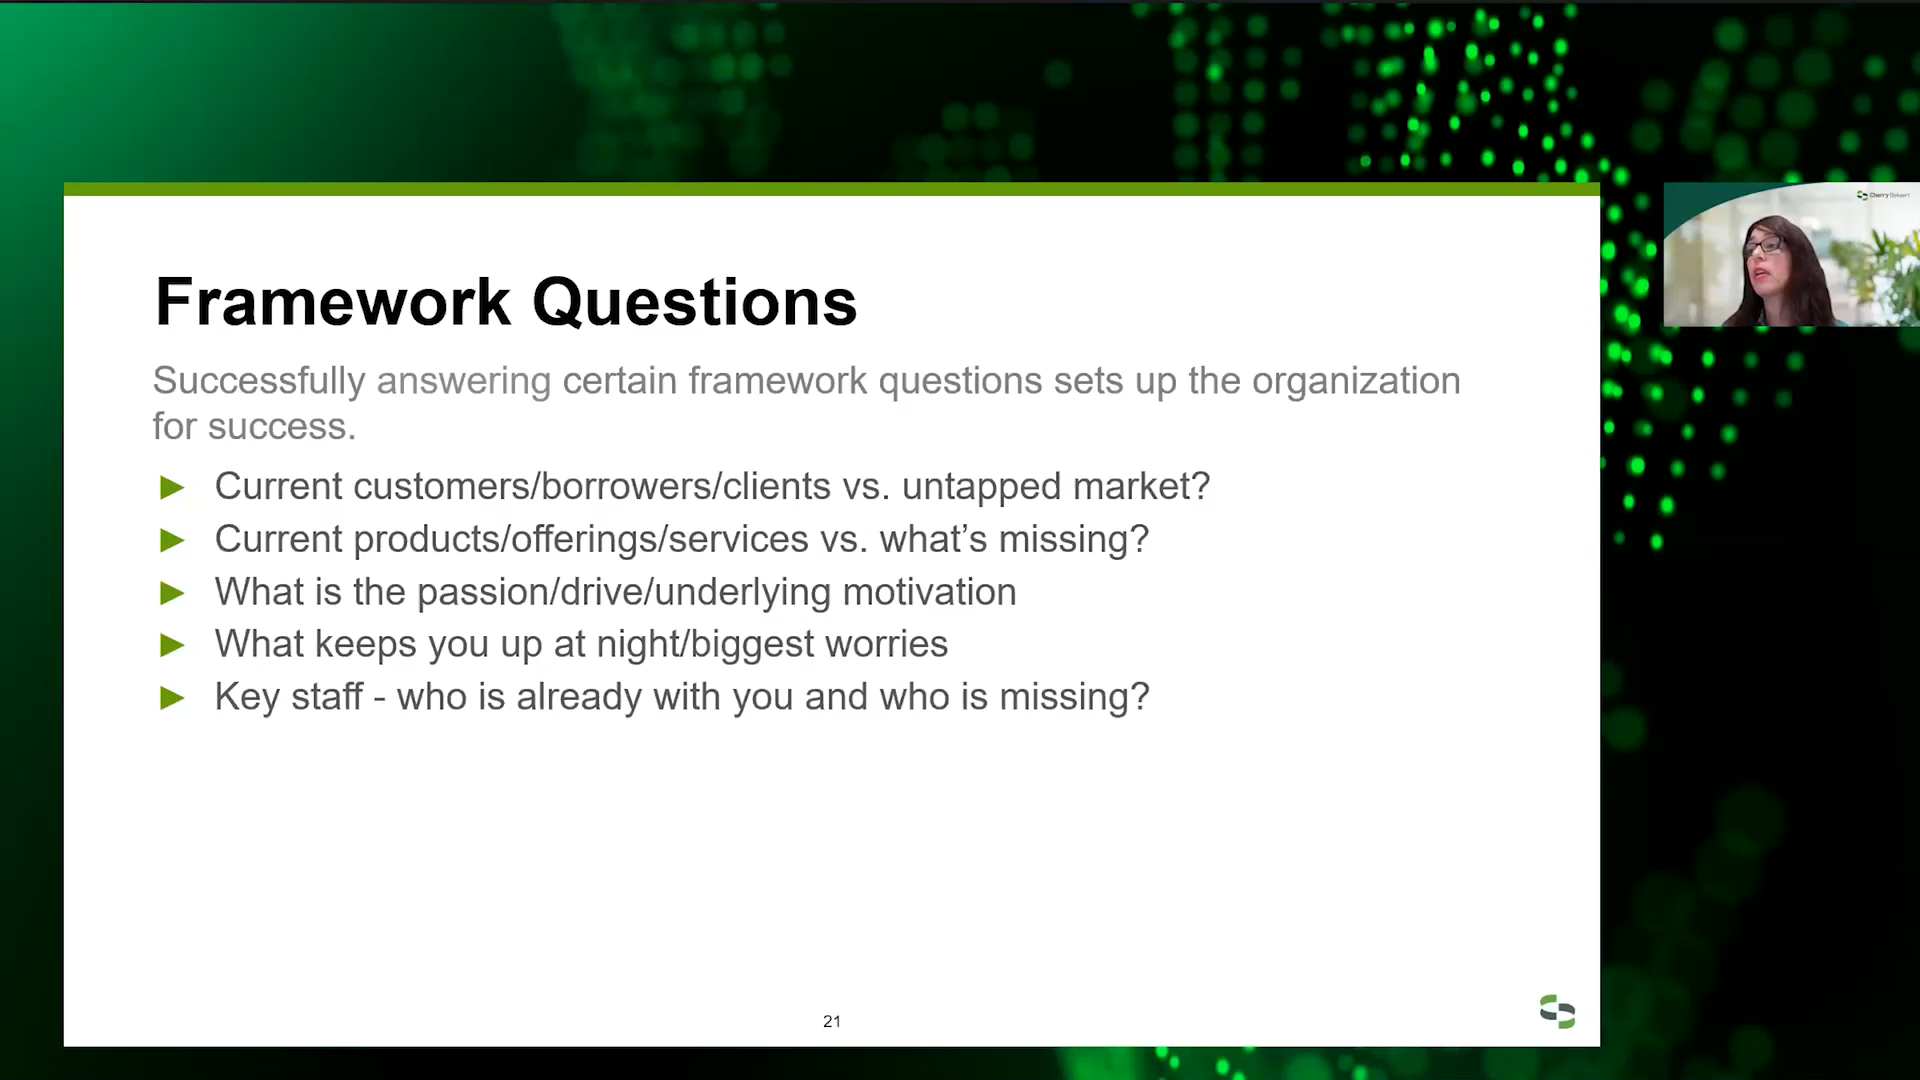 Cherry Bekaert
Framework Questions
Successfully answering certain framework questions sets up the organization
for success.
► Current customers/borrowers/clients vs. untapped market?
► Current products/offerings/services vs. what’s missing?
► What is the passion/drive/underlying motivation
► What keeps you up at night/biggest worries
► Key staff - who is already with you and who is missing?
21